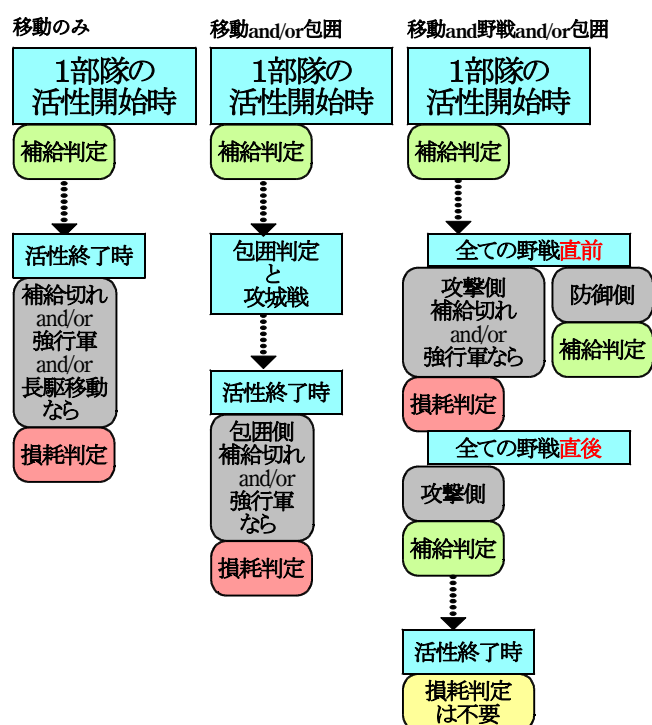 移動のみ
1部隊の
活性開始時
補給判定
活性終了時
補給切れ
and/or
強行軍
and/or
長駆移動
なら
損耗判定
移動and/or包囲
1部隊の
活性開始時
補給判定
包囲判定
と
攻城戦
活性終了時
包囲側
補給切れ
and/or
強行軍
なら
損耗判定
移動and野戦and/or包囲
1部隊の
活性開始時
補給判定
全ての野戦直前
攻撃側
補給切れ
and/or
強行軍なら
損耗判定
防御側
補給判定
全ての野戦直後
攻撃側
補給判定
活性終了時
損耗判定
は不要